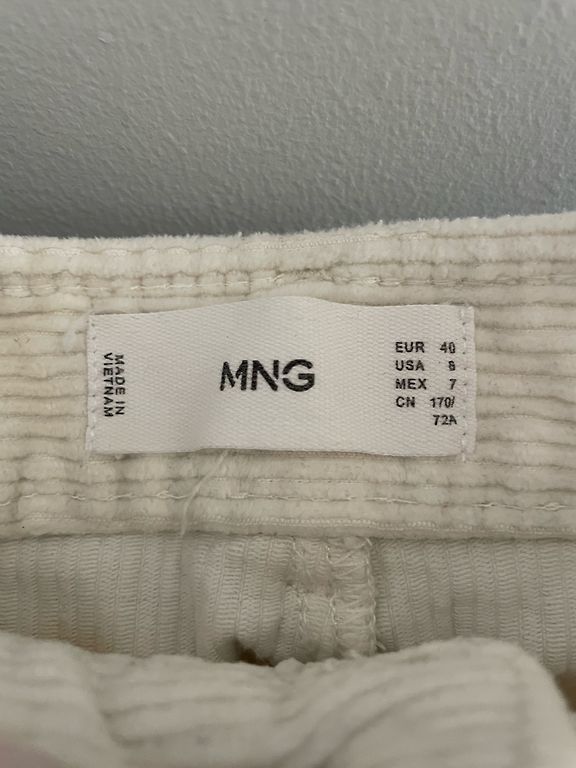 MADE IN
VIETNAM
MNG
EUR 40
USA 8
MEX 7
CN 170/
72A